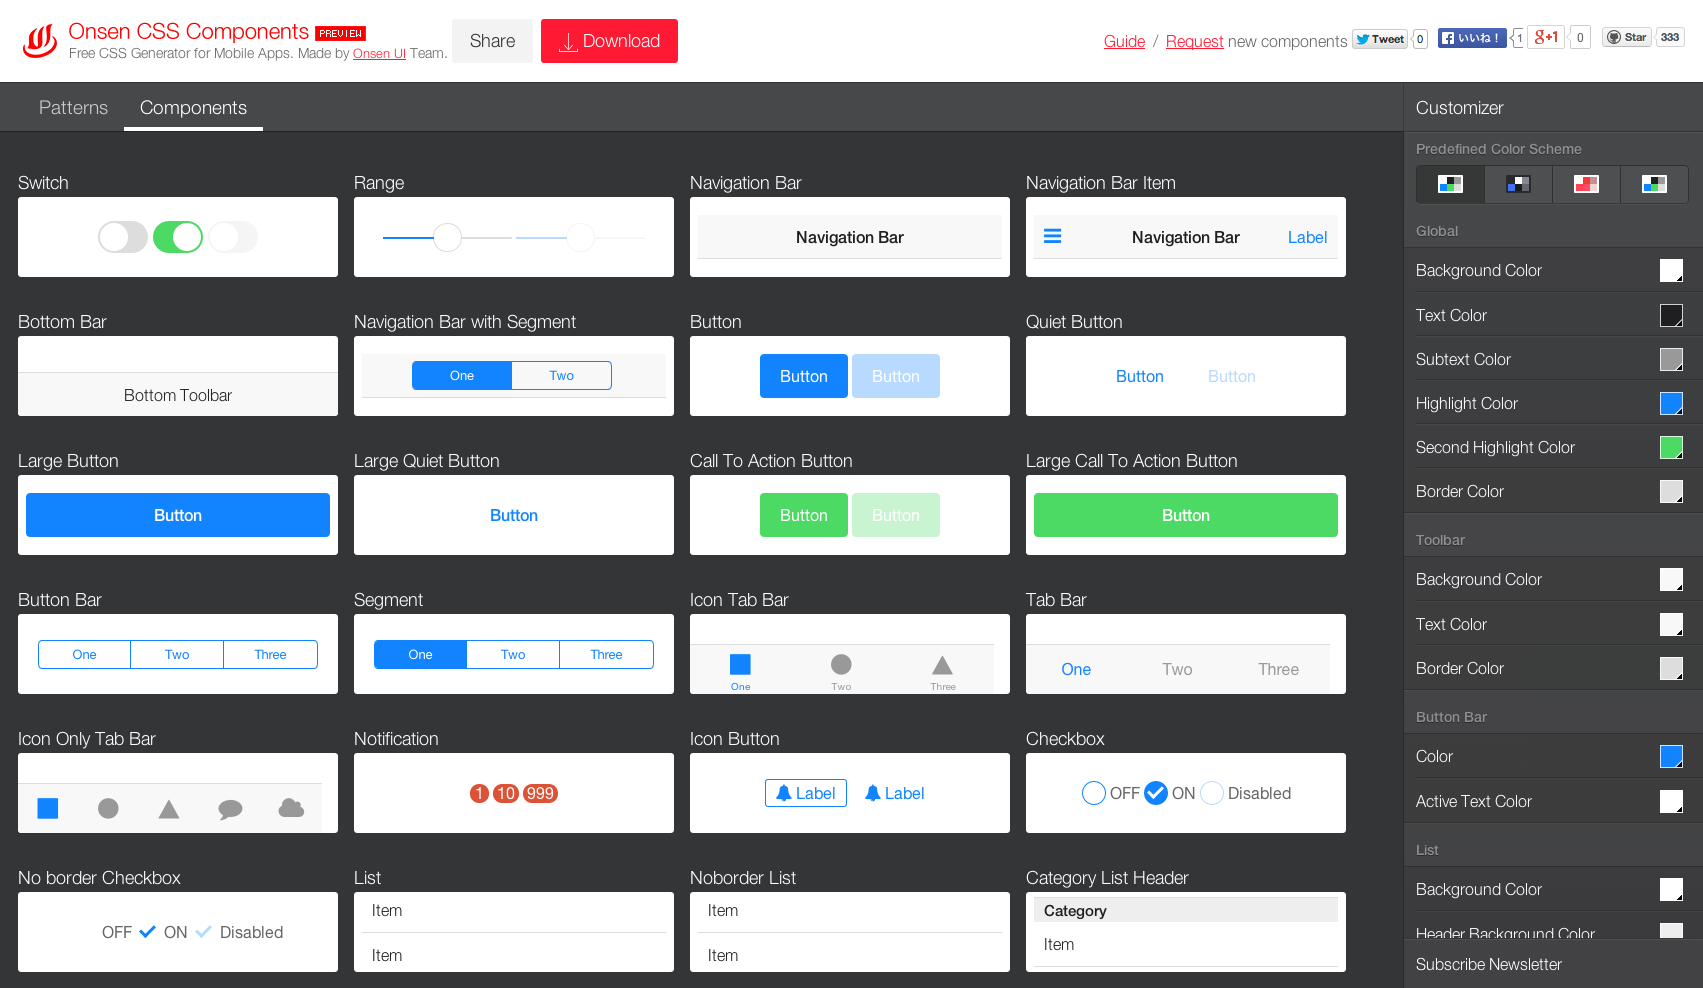 Onsen CSS Components PREVIEW
Free CSS Generator for Mobile Apps. Made by Onsen UI Team.
Share
Download
Guide / Request new components
Tweet 0
いいね！ 1
g+1 0
Star 333
Patterns
Components
Switch
Range
Navigation Bar
Navigation Bar
Navigation Bar Item
Navigation Bar Label
Bottom Bar
Bottom Toolbar
Navigation Bar with Segment
One Two
Button
Button Button
Quiet Button
Button Button
Large Button
Button
Large Quiet Button
Button
Call To Action Button
Button Button
Large Call To Action Button
Button
Button Bar
One Two Three
Segment
One Two Three
Icon Tab Bar
One Two Three
Tab Bar
One Two Three
Icon Only Tab Bar
Notification
1 10 999
Icon Button
Label Label
Checkbox
OFF ON Disabled
No border Checkbox
OFF ON Disabled
List
Item
Item
Noborder List
Item
Item
Category List Header
Category
Item
Customizer
Predefined Color Scheme
Global
Background Color
Text Color
Subtext Color
Highlight Color
Second Highlight Color
Border Color
Toolbar
Background Color
Text Color
Border Color
Button Bar
Color
Active Text Color
List
Background Color
Header Background Color
Subscribe Newsletter